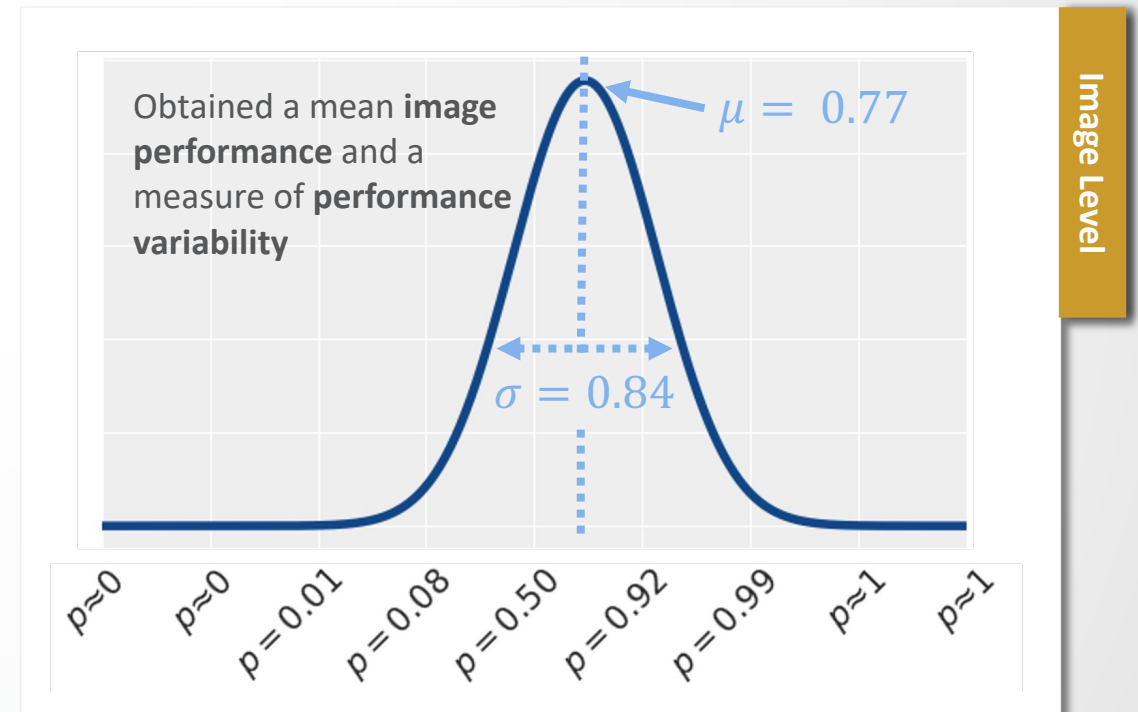 Obtained a mean image
performance and a
measure of performance
variability
μ = 0.77
σ = 0.84
p≈0
p≈0
p = 0.01
p = 0.08
p = 0.50
p = 0.92
p = 0.99
p≈1
p≈1
Image Level